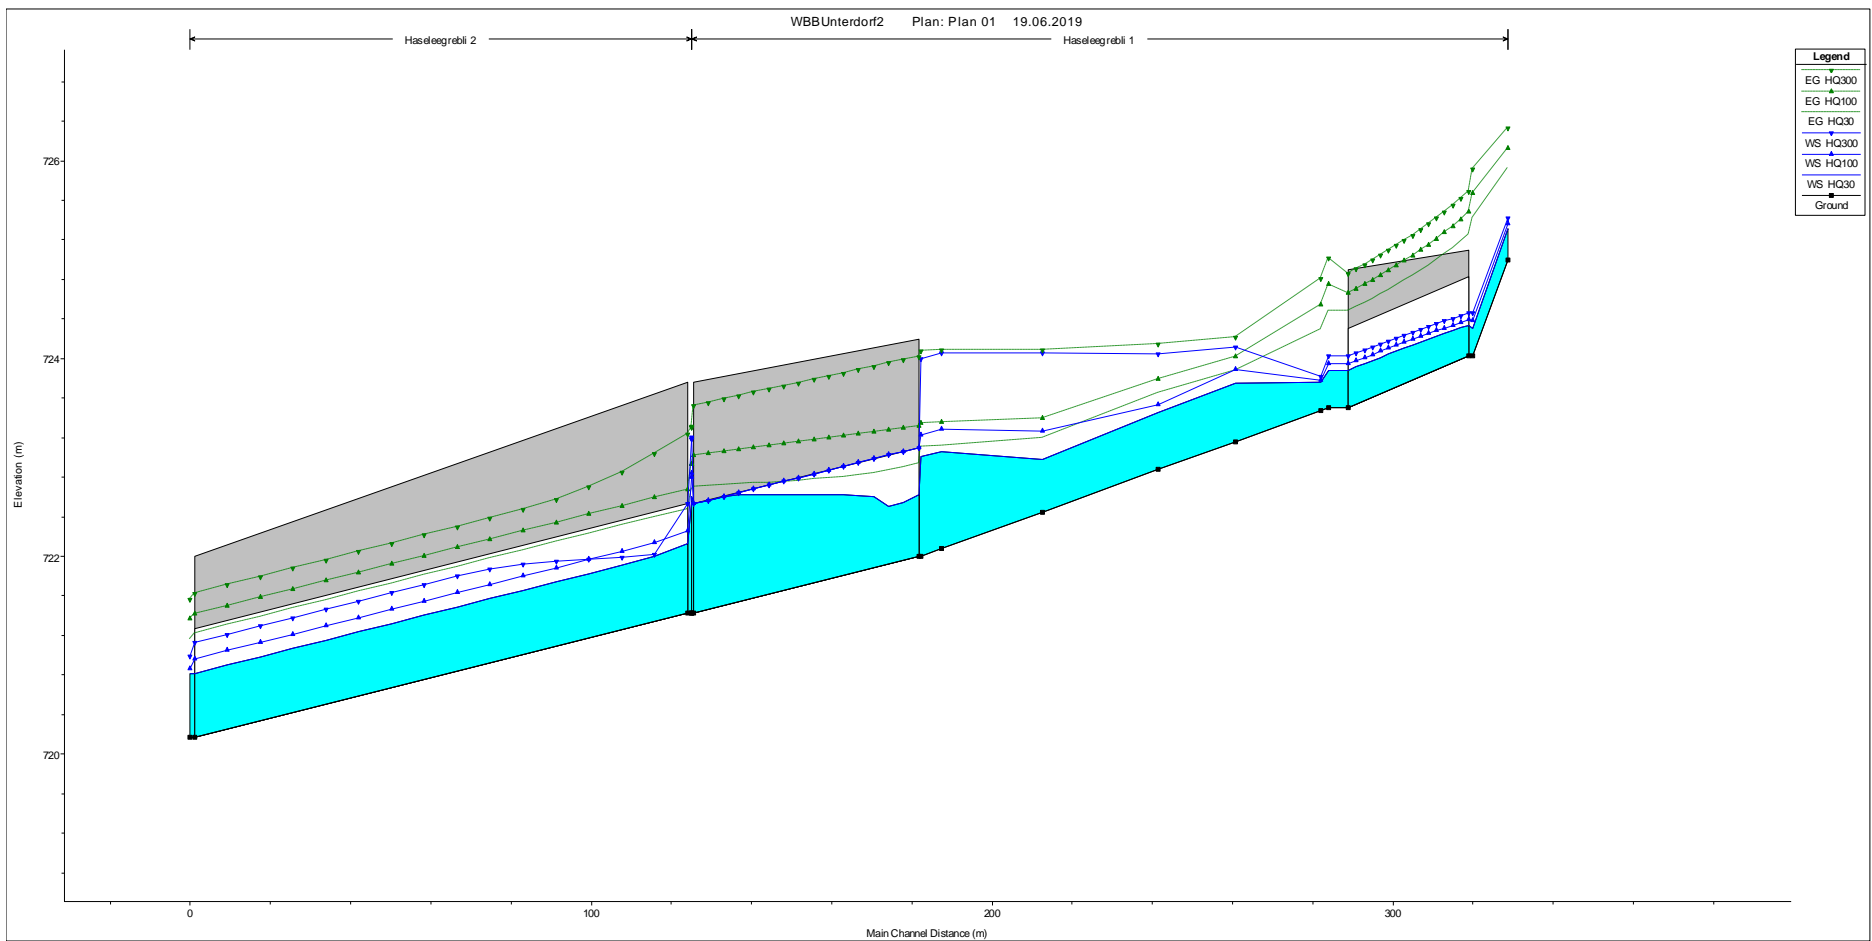 WBBUnterdorf2 Plan: Plan 01 19.06.2019
Haseleegrebli 2
Haseleegrebli 1
Legend
EG HQ300
EG HQ100
EG HQ30
WS HQ300
WS HQ100
WS HQ30
Ground
726
724
722
720
Elevation (m)
0
100
200
300
Main Channel Distance (m)